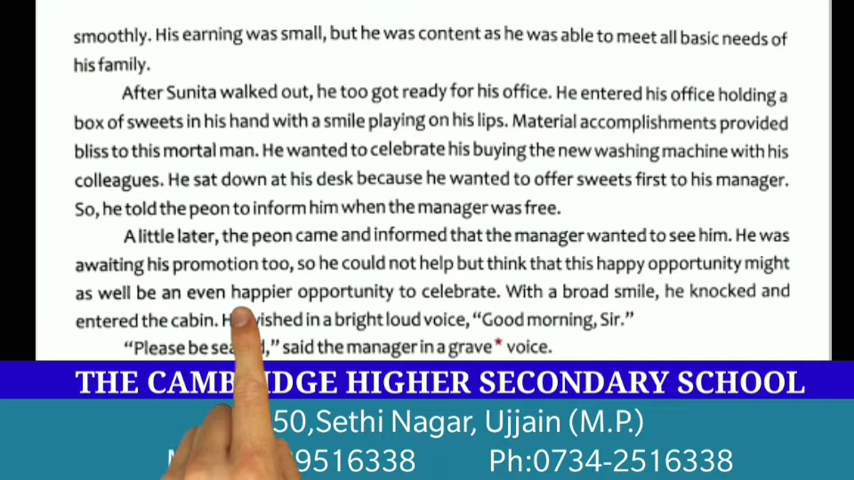 smoothly. His earning was small, but he was content as he was able to meet all basic needs of
his family.
After Sunita walked out, he too got ready for his office. He entered his office holding a
box of sweets in his hand with a smile playing on his lips. Material accomplishments provided
bliss to this mortal man. He wanted to celebrate his buying the new washing machine with his
colleagues. He sat down at his desk because he wanted to offer sweets first to his manager.
So, he told the peon to inform him when the manager was free.
A little later, the peon came and informed that the manager wanted to see him. He was
awaiting his promotion too, so he could not help but think that this happy opportunity might
as well be an even happier opportunity to celebrate. With a broad smile, he knocked and
entered the cabin. in a bright loud voice, “Good morning, Sir.”
“Please be said the manager in a grave* voice.
THE CAMBRIDGE HIGHER SECONDARY SCHOOL
50,Sethi Nagar, Ujjain (M.P.)
9516338 Ph:0734-2516338